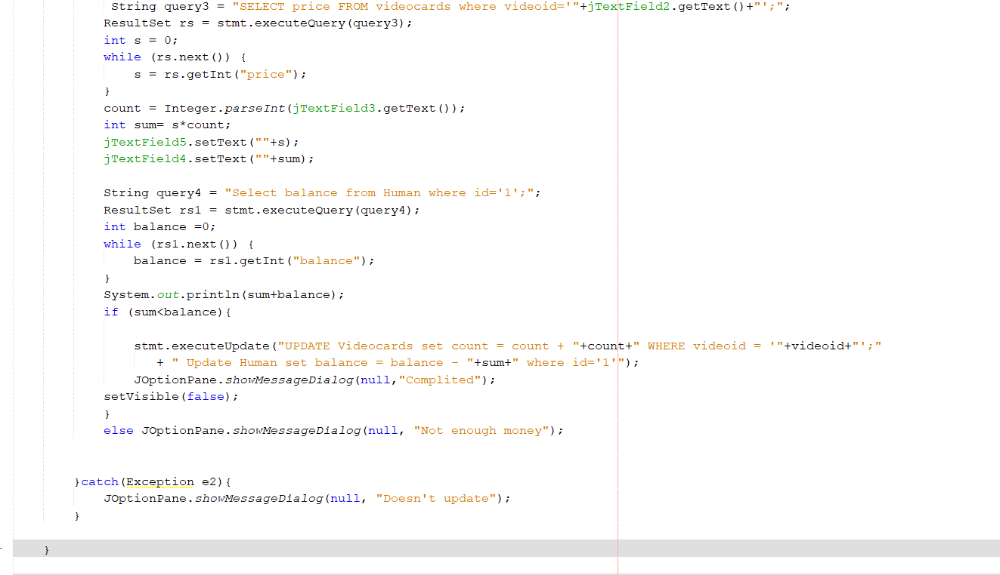 String query3 = "SELECT price FROM videocards where videoid='"+jTextField2.getText()+"';";
ResultSet rs = stmt.executeQuery(query3);
int s = 0;
while (rs.next()) {
s = rs.getInt("price");
}
count = Integer.parseInt(jTextField3.getText());
int sum= s*count;
jTextField5.setText(""+s);
jTextField4.setText(""+sum);
String query4 = "Select balance from Human where id='1';";
ResultSet rs1 = stmt.executeQuery(query4);
int balance =0;
while (rs1.next()) {
balance = rs1.getInt("balance");
}
System.out.println(sum+balance);
if (sum<balance){
stmt.executeUpdate("UPDATE Videocards set count = count + "+count+" WHERE videoid = '"+videoid+"';"
+ " Update Human set balance = balance - "+sum+" where id='1'");
JOptionPane.showMessageDialog(null,"Complited");
setVisible(false);
}
else JOptionPane.showMessageDialog(null, "Not enough money");
}catch(Exception e2){
JOptionPane.showMessageDialog(null, "Doesn't update");
}
}